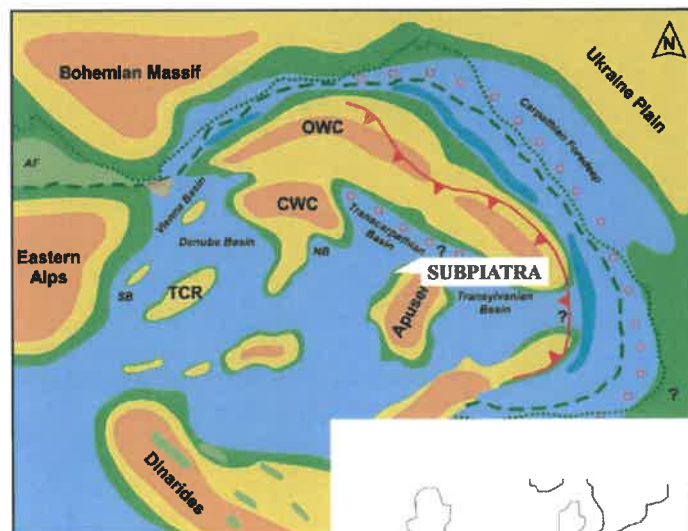 N
Bohemian Massif
Ukraine Plain
Carpathian Foredeep
OWC
AF
Vienna Basin
CWC
Danube Basin
NB
Transcarpathian Basin
?
Eastern
Alps
SUBPIATRA
SB
TCR
Apuseni
Transylvanian
Basin
?
?
Dinarides